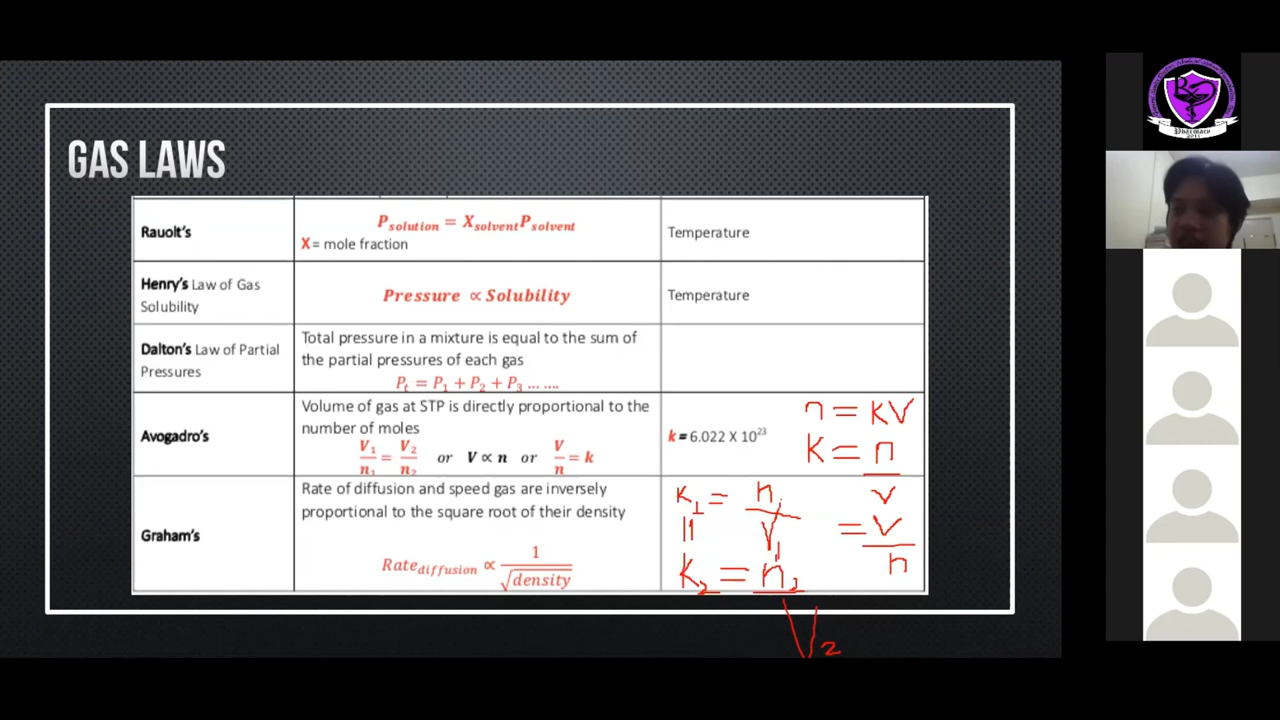 GAS LAWS
Rauolt's
P_solution = X_solvent P_solvent
X = mole fraction
Temperature
Henry's Law of Gas
Solubility
Pressure ∝ Solubility
Temperature
Dalton's Law of Partial
Pressures
Total pressure in a mixture is equal to the sum of
the partial pressures of each gas
P_t = P_1 + P_2 + P_3 ... ....
Avogadro's
Volume of gas at STP is directly proportional to the
number of moles
V_1/n_1 = V_2/n_2 or V ∝ n or V/n = k
k = 6.022 X 10^23
n = KV
K = n/V
= V/n
Graham's
Rate of diffusion and speed gas are inversely
proportional to the square root of their density
Rate_diffusion ∝ 1/√density
K_1 = n_1/V_1
K_2 = n_2/V_2
Pharmacy
2011